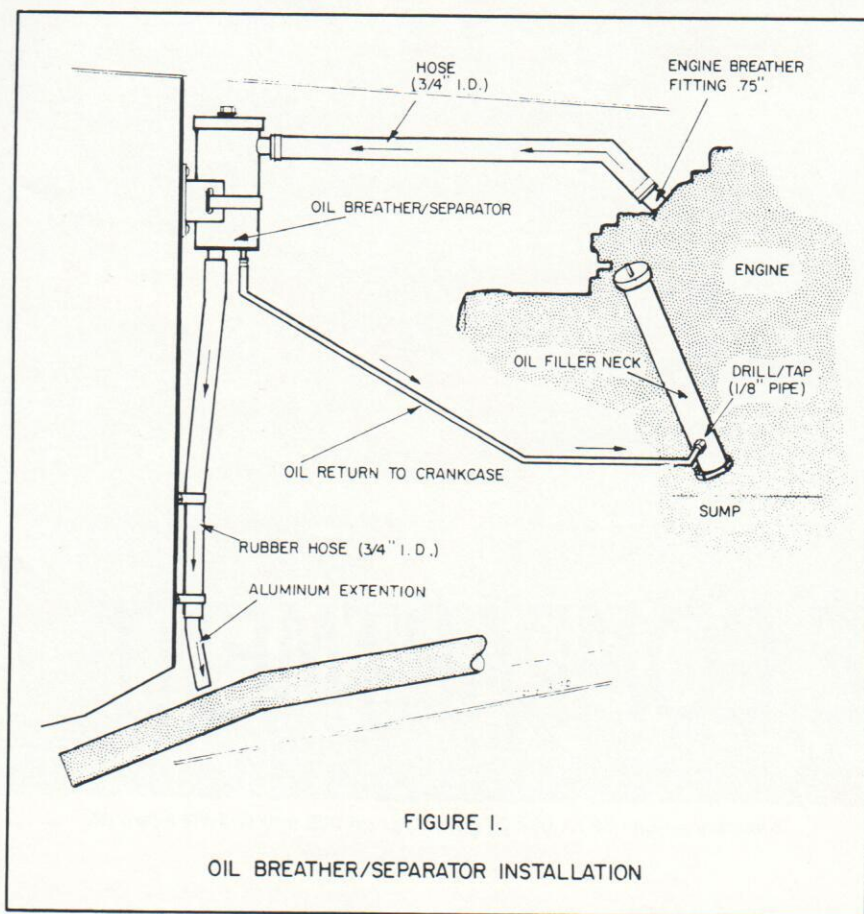 HOSE
(3/4" I.D.)
ENGINE BREATHER
FITTING .75".
OIL BREATHER/SEPARATOR
ENGINE
OIL FILLER NECK
DRILL/TAP
(1/8" PIPE)
OIL RETURN TO CRANKCASE
SUMP
RUBBER HOSE (3/4" I.D.)
ALUMINUM EXTENTION
FIGURE 1.
OIL BREATHER/SEPARATOR INSTALLATION